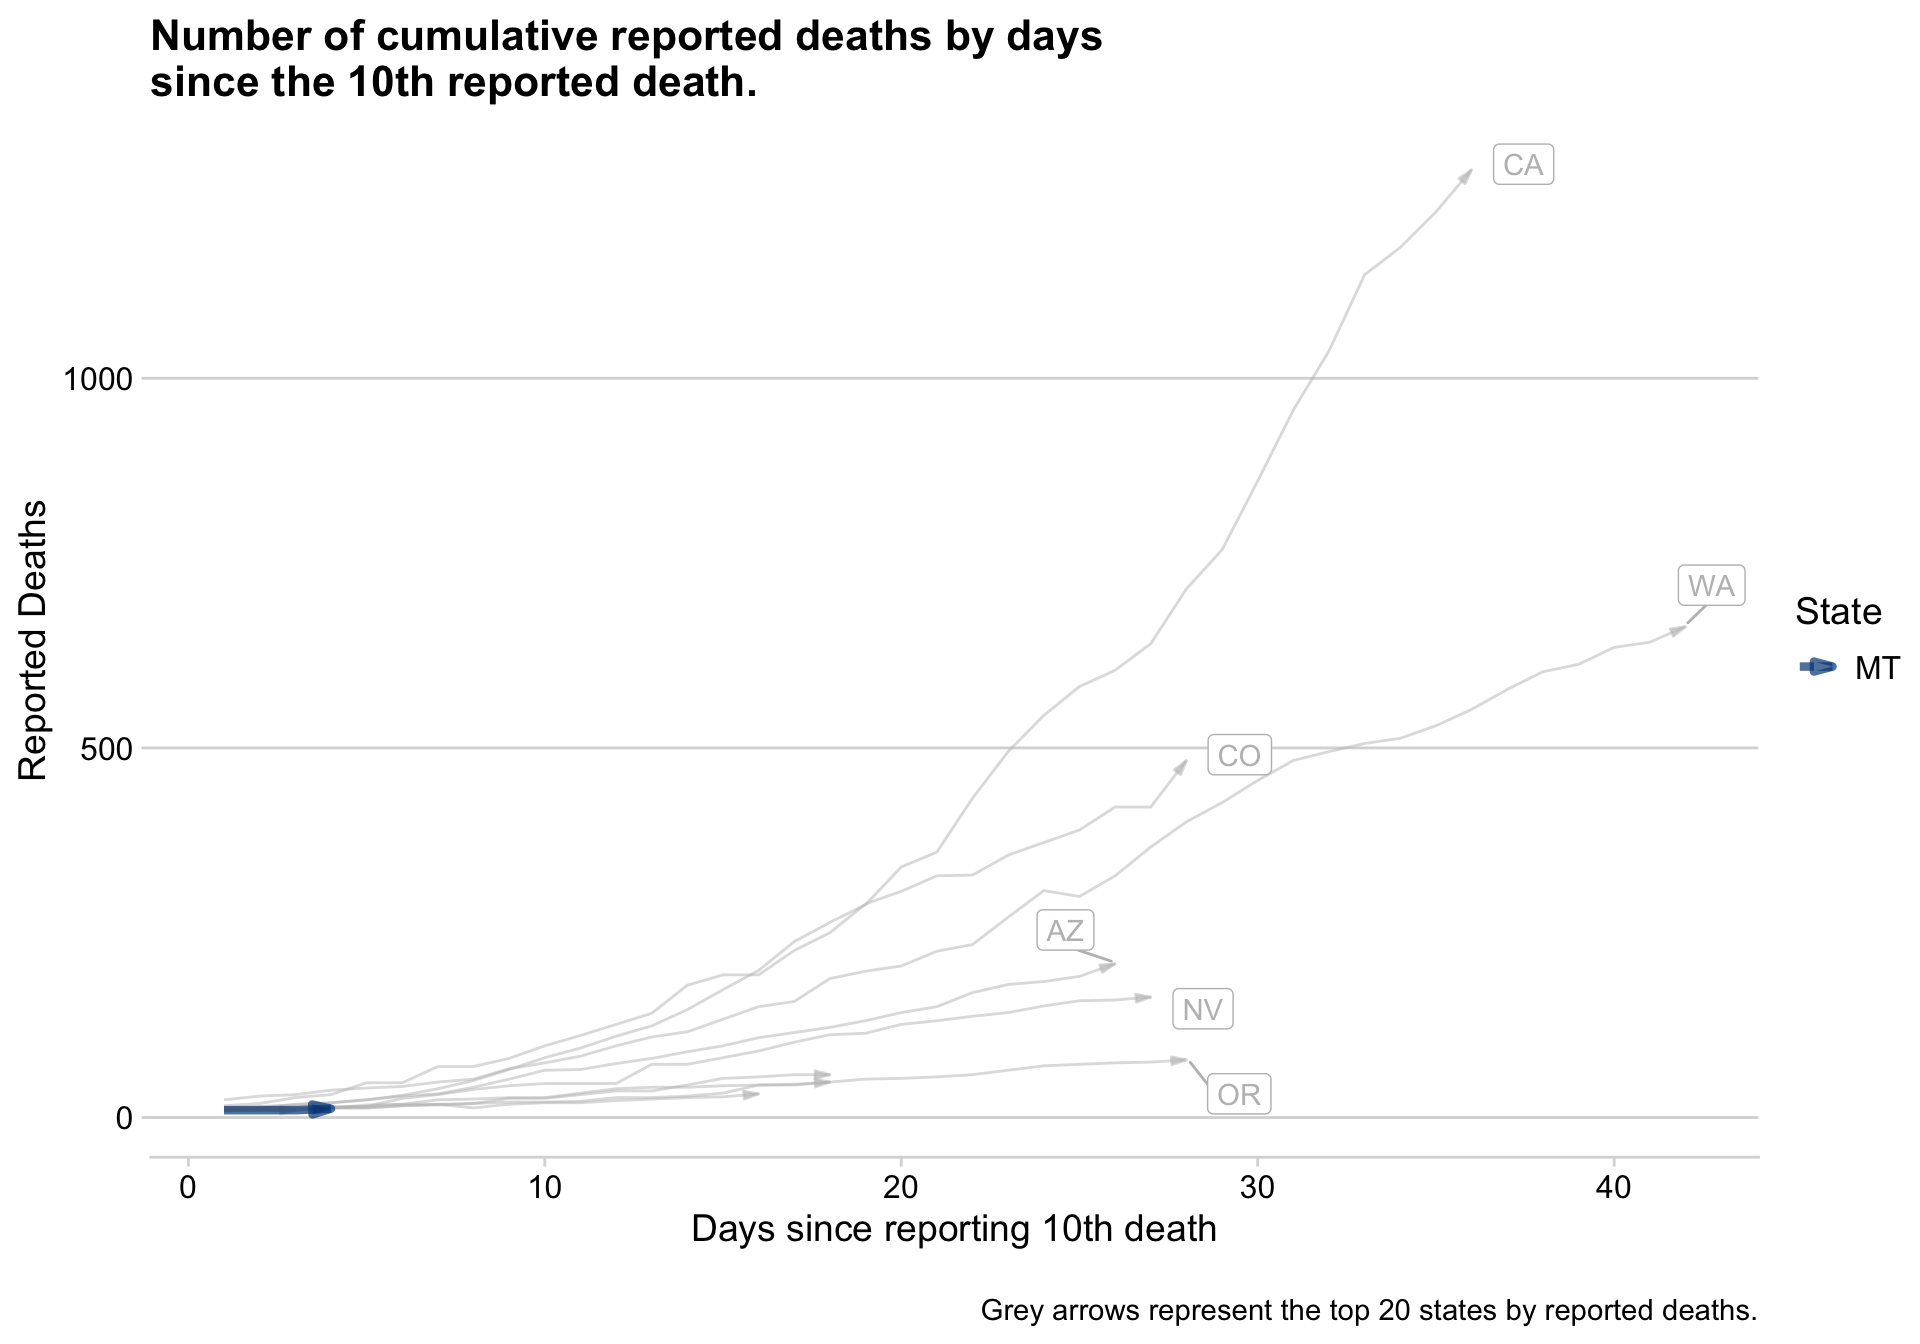 Number of cumulative reported deaths by days
since the 10th reported death.
CA
1000
WA
Reported Deaths
State
MT
500
CO
AZ
NV
OR
0
0 10 20 30 40
Days since reporting 10th death
Grey arrows represent the top 20 states by reported deaths.